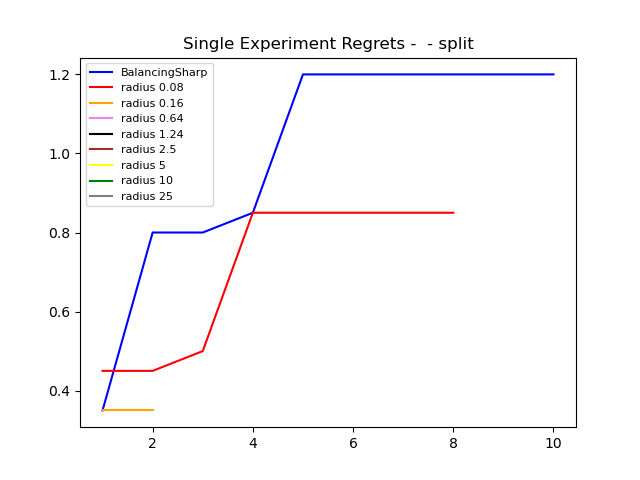 Single Experiment Regrets -  - split
1.2
1.0
0.8
0.6
0.4
BalancingSharp
radius 0.08
radius 0.16
radius 0.64
radius 1.24
radius 2.5
radius 5
radius 10
radius 25
2 4 6 8 10